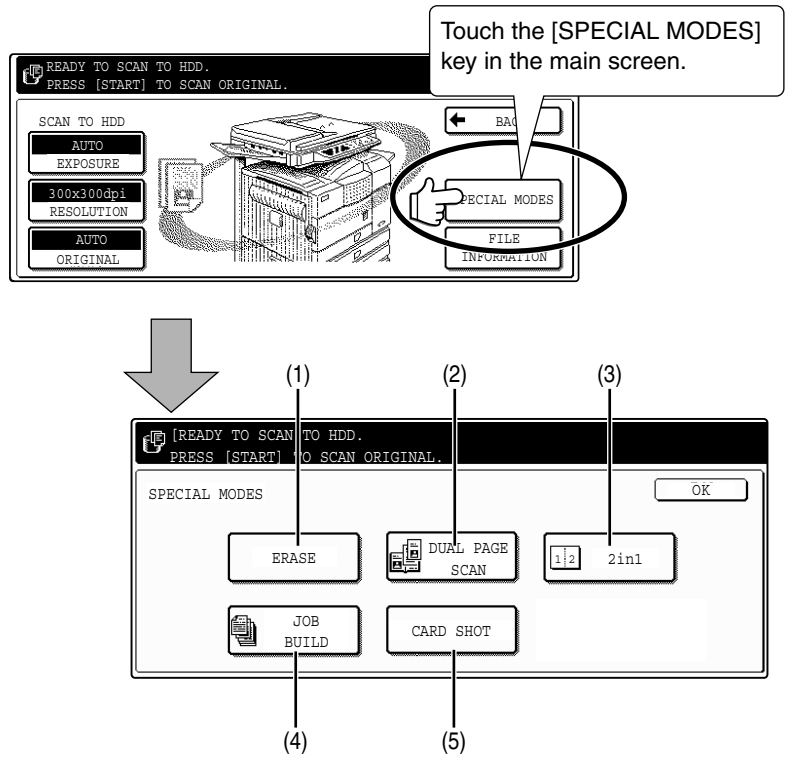 Touch the [SPECIAL MODES]
key in the main screen.
READY TO SCAN TO HDD.
PRESS [START] TO SCAN ORIGINAL.
SCAN TO HDD
AUTO
EXPOSURE
300x300dpi
RESOLUTION
AUTO
ORIGINAL
BA
PECIAL MODES
FILE
INFORMATION
(1)
(2)
(3)
[READY TO SCAN TO HDD.
PRESS [START] TO SCAN ORIGINAL.
SPECIAL MODES
OK
ERASE
DUAL PAGE
SCAN
1 2
2in1
JOB
BUILD
CARD SHOT
(4)
(5)